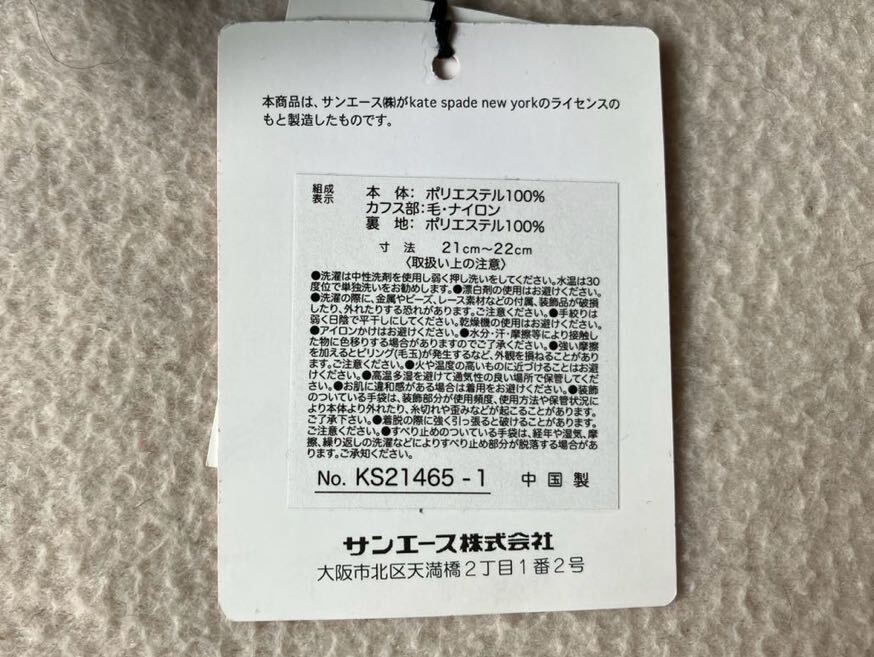 本商品は、サンエース㈱がkate spade new yorkのライセンスの
もと製造したものです。
組成
表示
本　体：ポリエステル100%
カフス部：毛・ナイロン
裏　地：ポリエステル100%
寸　法　21cm～22cm
〈取扱い上の注意〉
●洗濯は中性洗剤を使用し弱く押し洗いをしてください。水温は30
度位で単独洗いをお勧めします。●漂白剤の使用はお避けください。
●洗濯の際に、金属やビーズ、レース素材などの付属、装飾品が破損
したり、外れたりする恐れがあります。ご注意ください。●手絞りは
弱く日陰で平干しにしてください。乾燥機の使用はお避けください。
●アイロンかけはお避けください。●水分・汗・摩擦等により接触し
た物に色移りする場合がありますのでご了承ください。●強い摩擦
を加えるとピリング(毛玉)が発生するなど、外観を損ねることがあり
ます。ご注意ください。●火や温度の高いものに近づけることはお避
けください。●高温多湿を避けて通気性の良い場所で保管してくだ
さい。●お肌に違和感がある場合は着用をお避けください。●装飾
のついている手袋は、装飾部分が使用頻度、使用方法や保管状況に
より本体より外れたり、糸切れや歪みなどが起こることがあります。
ご了承下さい。●着脱の際に強く引っ張ると破けることがあります。
ご注意ください。●すべり止めのついている手袋は、経年や湿気、摩
擦、繰り返しの洗濯などによりすべり止め部分が脱落する場合があ
ります。ご承知ください。
No. KS21465-1　中国製
サンエース株式会社
大阪市北区天満橋2丁目1番2号